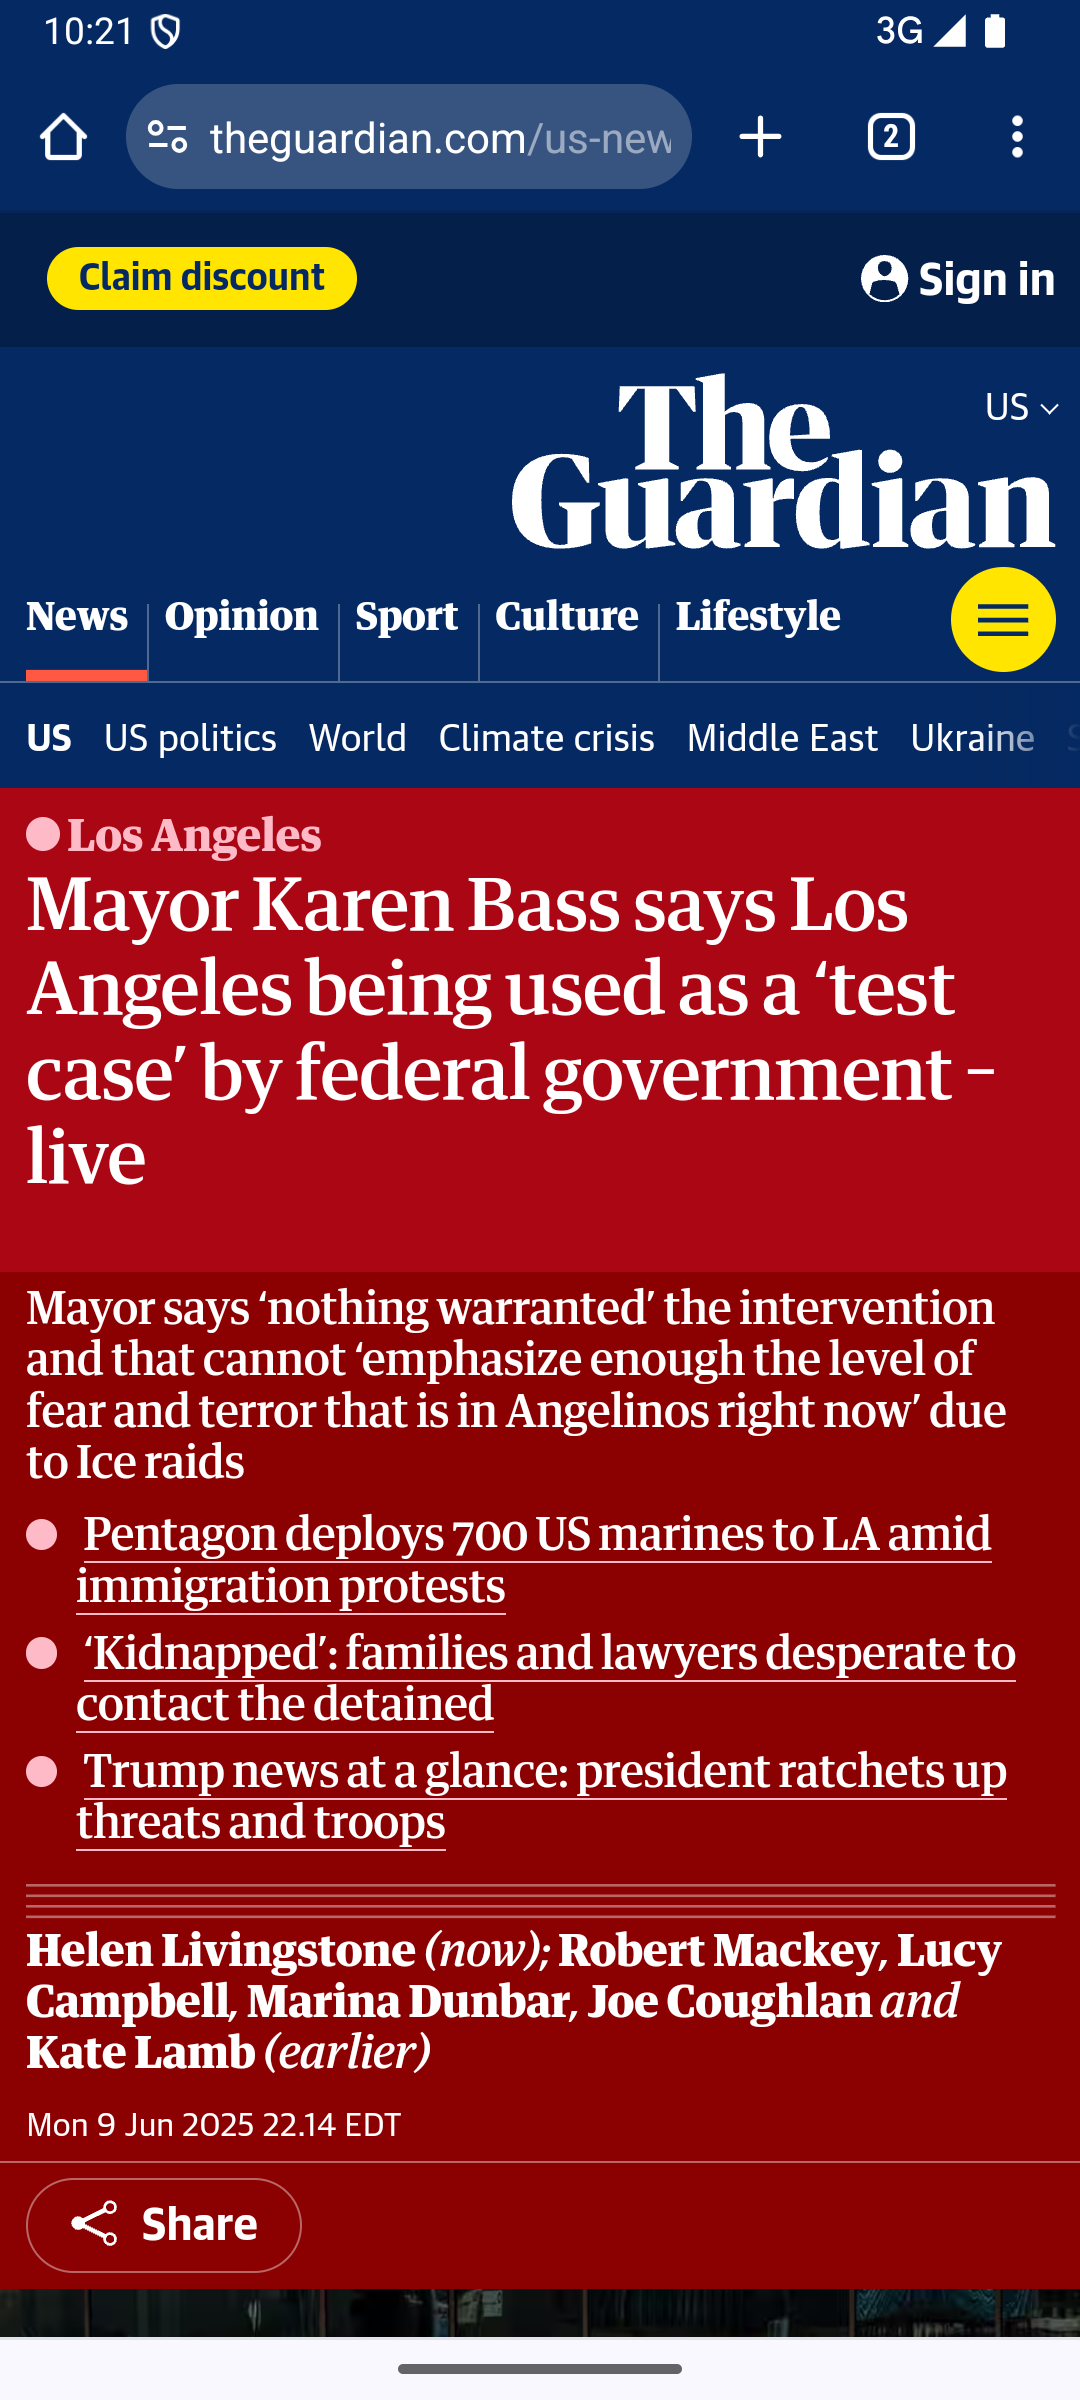 10:21
3G
theguardian.com/us-new
2
Claim discount
Sign in
The
Guardian
US
News
Opinion
Sport
Culture
Lifestyle
US
US politics
World
Climate crisis
Middle East
Ukraine
Los Angeles
Mayor Karen Bass says Los
Angeles being used as a ‘test
case’ by federal government –
live
Mayor says ‘nothing warranted’ the intervention
and that cannot ‘emphasize enough the level of
fear and terror that is in Angelinos right now’ due
to Ice raids
Pentagon deploys 700 US marines to LA amid
immigration protests
‘Kidnapped’: families and lawyers desperate to
contact the detained
Trump news at a glance: president ratchets up
threats and troops
Helen Livingstone (now); Robert Mackey, Lucy
Campbell, Marina Dunbar, Joe Coughlan and
Kate Lamb (earlier)
Mon 9 Jun 2025 22.14 EDT
Share